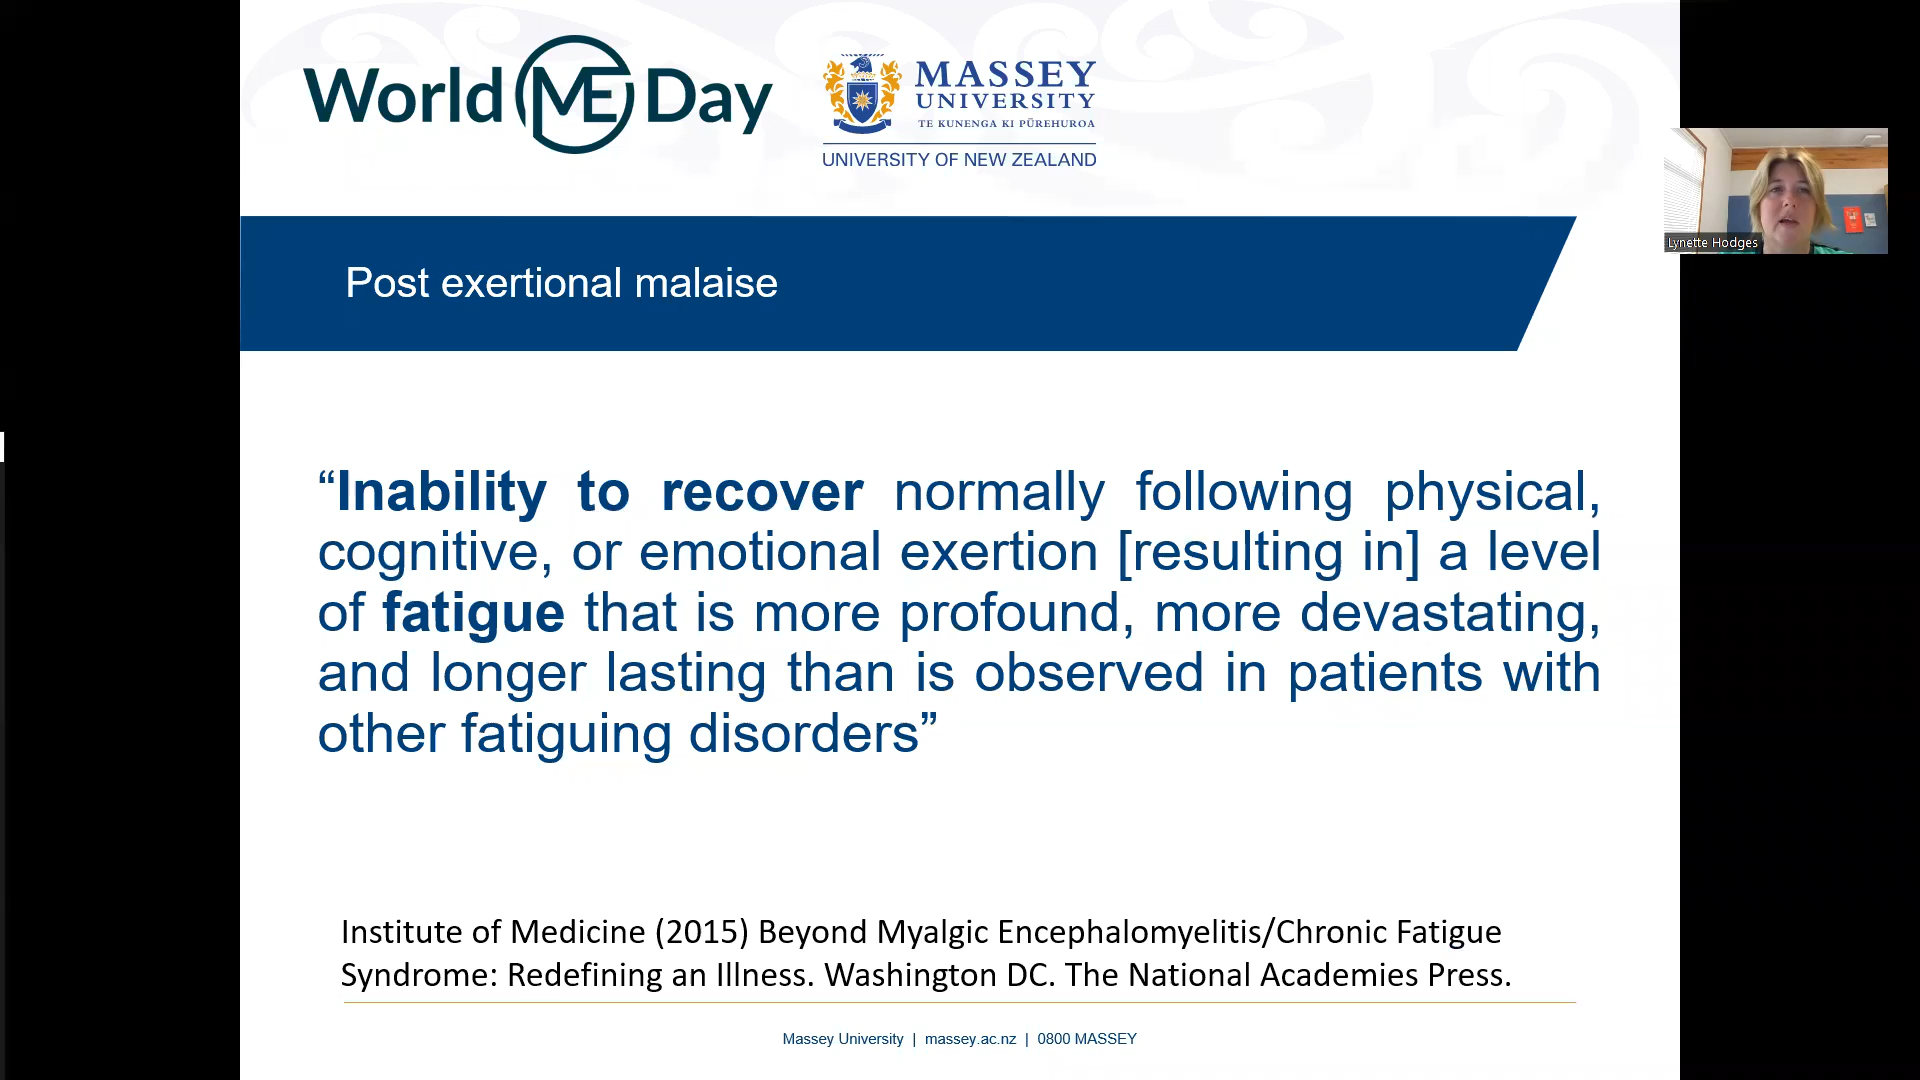 World ME Day
MASSEY
UNIVERSITY
TE KUNENGA KI PŪREHUROA
UNIVERSITY OF NEW ZEALAND
Lynette Hodges
Post exertional malaise
“Inability to recover normally following physical,
cognitive, or emotional exertion [resulting in] a level
of fatigue that is more profound, more devastating,
and longer lasting than is observed in patients with
other fatiguing disorders”
Institute of Medicine (2015) Beyond Myalgic Encephalomyelitis/Chronic Fatigue
Syndrome: Redefining an Illness. Washington DC. The National Academies Press.
Massey University | massey.ac.nz | 0800 MASSEY